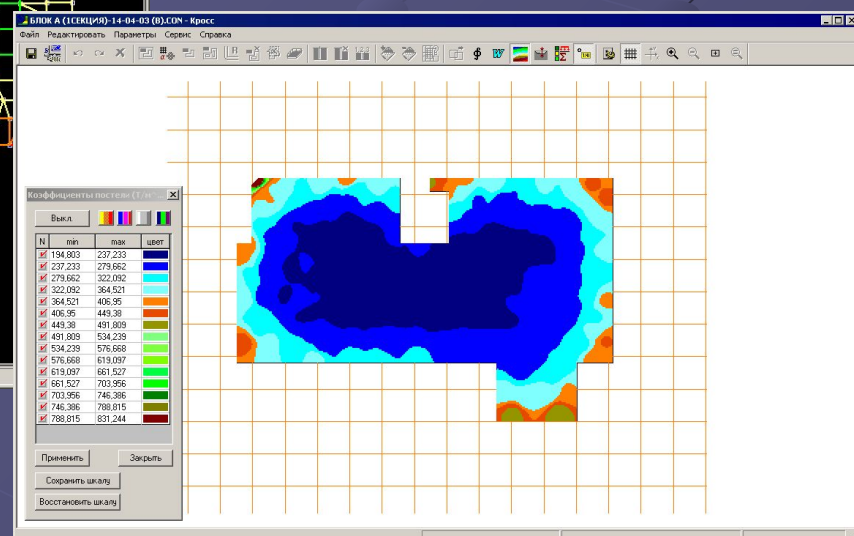 БЛОК А (1СЕКЦИЯ)-14-04-03 (В).CON - Кросс
Файл Редактировать Параметры Сервис Справка
Коэффициенты постели (Т/м
Выкл.
N min max цвет
194,803 237,233
237,233 279,662
279,662 322,092
322,092 364,521
364,521 406,95
406,95 449,38
449,38 491,809
491,809 534,239
534,239 576,668
576,668 619,097
619,097 661,527
661,527 703,956
703,956 746,386
746,386 788,815
788,815 831,244
Применить Закрыть
Сохранить шкалу
Восстановить шкалу